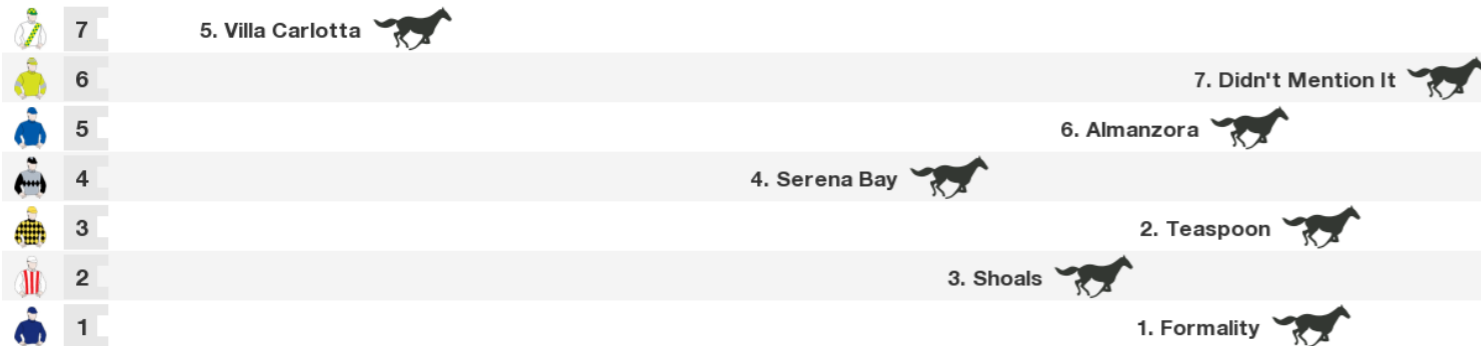 7 5. Villa Carlotta
6 7. Didn't Mention It
5 6. Almanzora
4 4. Serena Bay
3 2. Teaspoon
2 3. Shoals
1 1. Formality